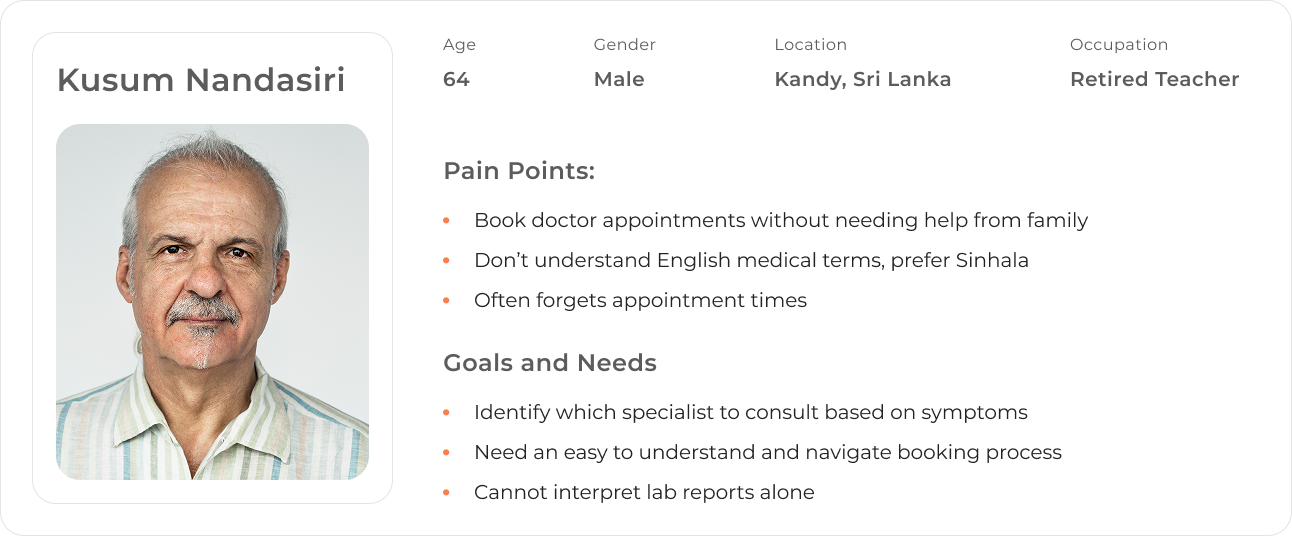 Kusum Nandasiri
Age
64
Gender
Male
Location
Kandy, Sri Lanka
Occupation
Retired Teacher
Pain Points:
Book doctor appointments without needing help from family
Don’t understand English medical terms, prefer Sinhala
Often forgets appointment times
Goals and Needs
Identify which specialist to consult based on symptoms
Need an easy to understand and navigate booking process
Cannot interpret lab reports alone